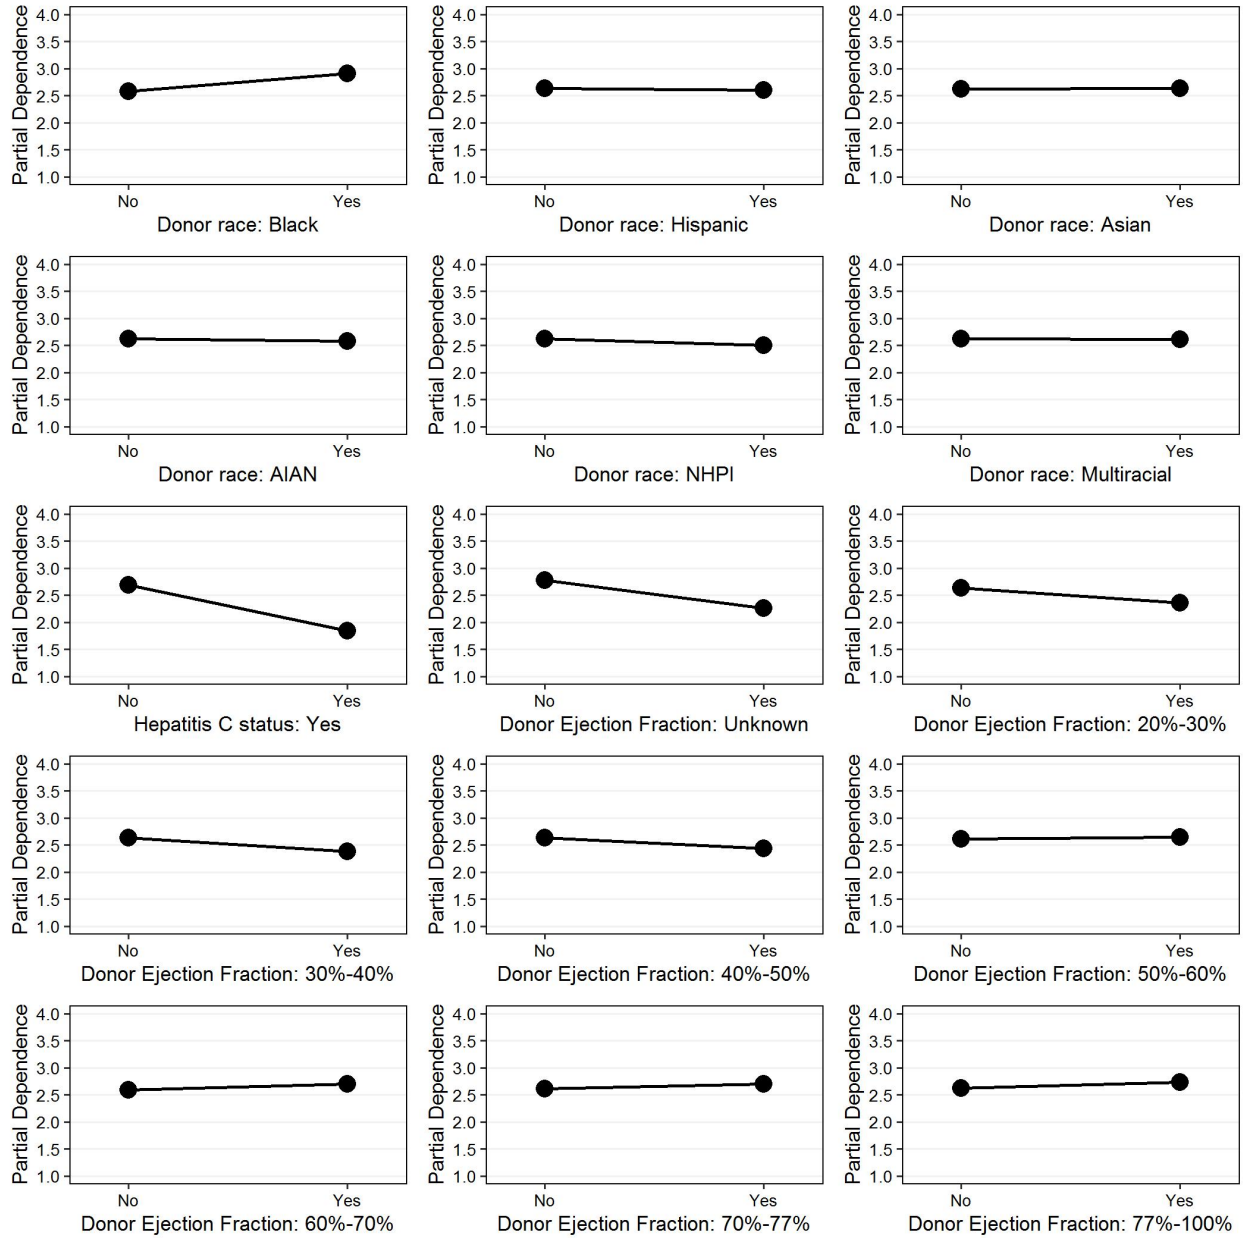 Partial Dependence
4.0
3.5
3.0
2.5
2.0
1.5
1.0
No Yes
Donor race: Black
Partial Dependence
4.0
3.5
3.0
2.5
2.0
1.5
1.0
No Yes
Donor race: Hispanic
Partial Dependence
4.0
3.5
3.0
2.5
2.0
1.5
1.0
No Yes
Donor race: Asian
Partial Dependence
4.0
3.5
3.0
2.5
2.0
1.5
1.0
No Yes
Donor race: AIAN
Partial Dependence
4.0
3.5
3.0
2.5
2.0
1.5
1.0
No Yes
Donor race: NHPI
Partial Dependence
4.0
3.5
3.0
2.5
2.0
1.5
1.0
No Yes
Donor race: Multiracial
Partial Dependence
4.0
3.5
3.0
2.5
2.0
1.5
1.0
No Yes
Hepatitis C status: Yes
Partial Dependence
4.0
3.5
3.0
2.5
2.0
1.5
1.0
No Yes
Donor Ejection Fraction: Unknown
Partial Dependence
4.0
3.5
3.0
2.5
2.0
1.5
1.0
No Yes
Donor Ejection Fraction: 20%-30%
Partial Dependence
4.0
3.5
3.0
2.5
2.0
1.5
1.0
No Yes
Donor Ejection Fraction: 30%-40%
Partial Dependence
4.0
3.5
3.0
2.5
2.0
1.5
1.0
No Yes
Donor Ejection Fraction: 40%-50%
Partial Dependence
4.0
3.5
3.0
2.5
2.0
1.5
1.0
No Yes
Donor Ejection Fraction: 50%-60%
Partial Dependence
4.0
3.5
3.0
2.5
2.0
1.5
1.0
No Yes
Donor Ejection Fraction: 60%-70%
Partial Dependence
4.0
3.5
3.0
2.5
2.0
1.5
1.0
No Yes
Donor Ejection Fraction: 70%-77%
Partial Dependence
4.0
3.5
3.0
2.5
2.0
1.5
1.0
No Yes
Donor Ejection Fraction: 77%-100%